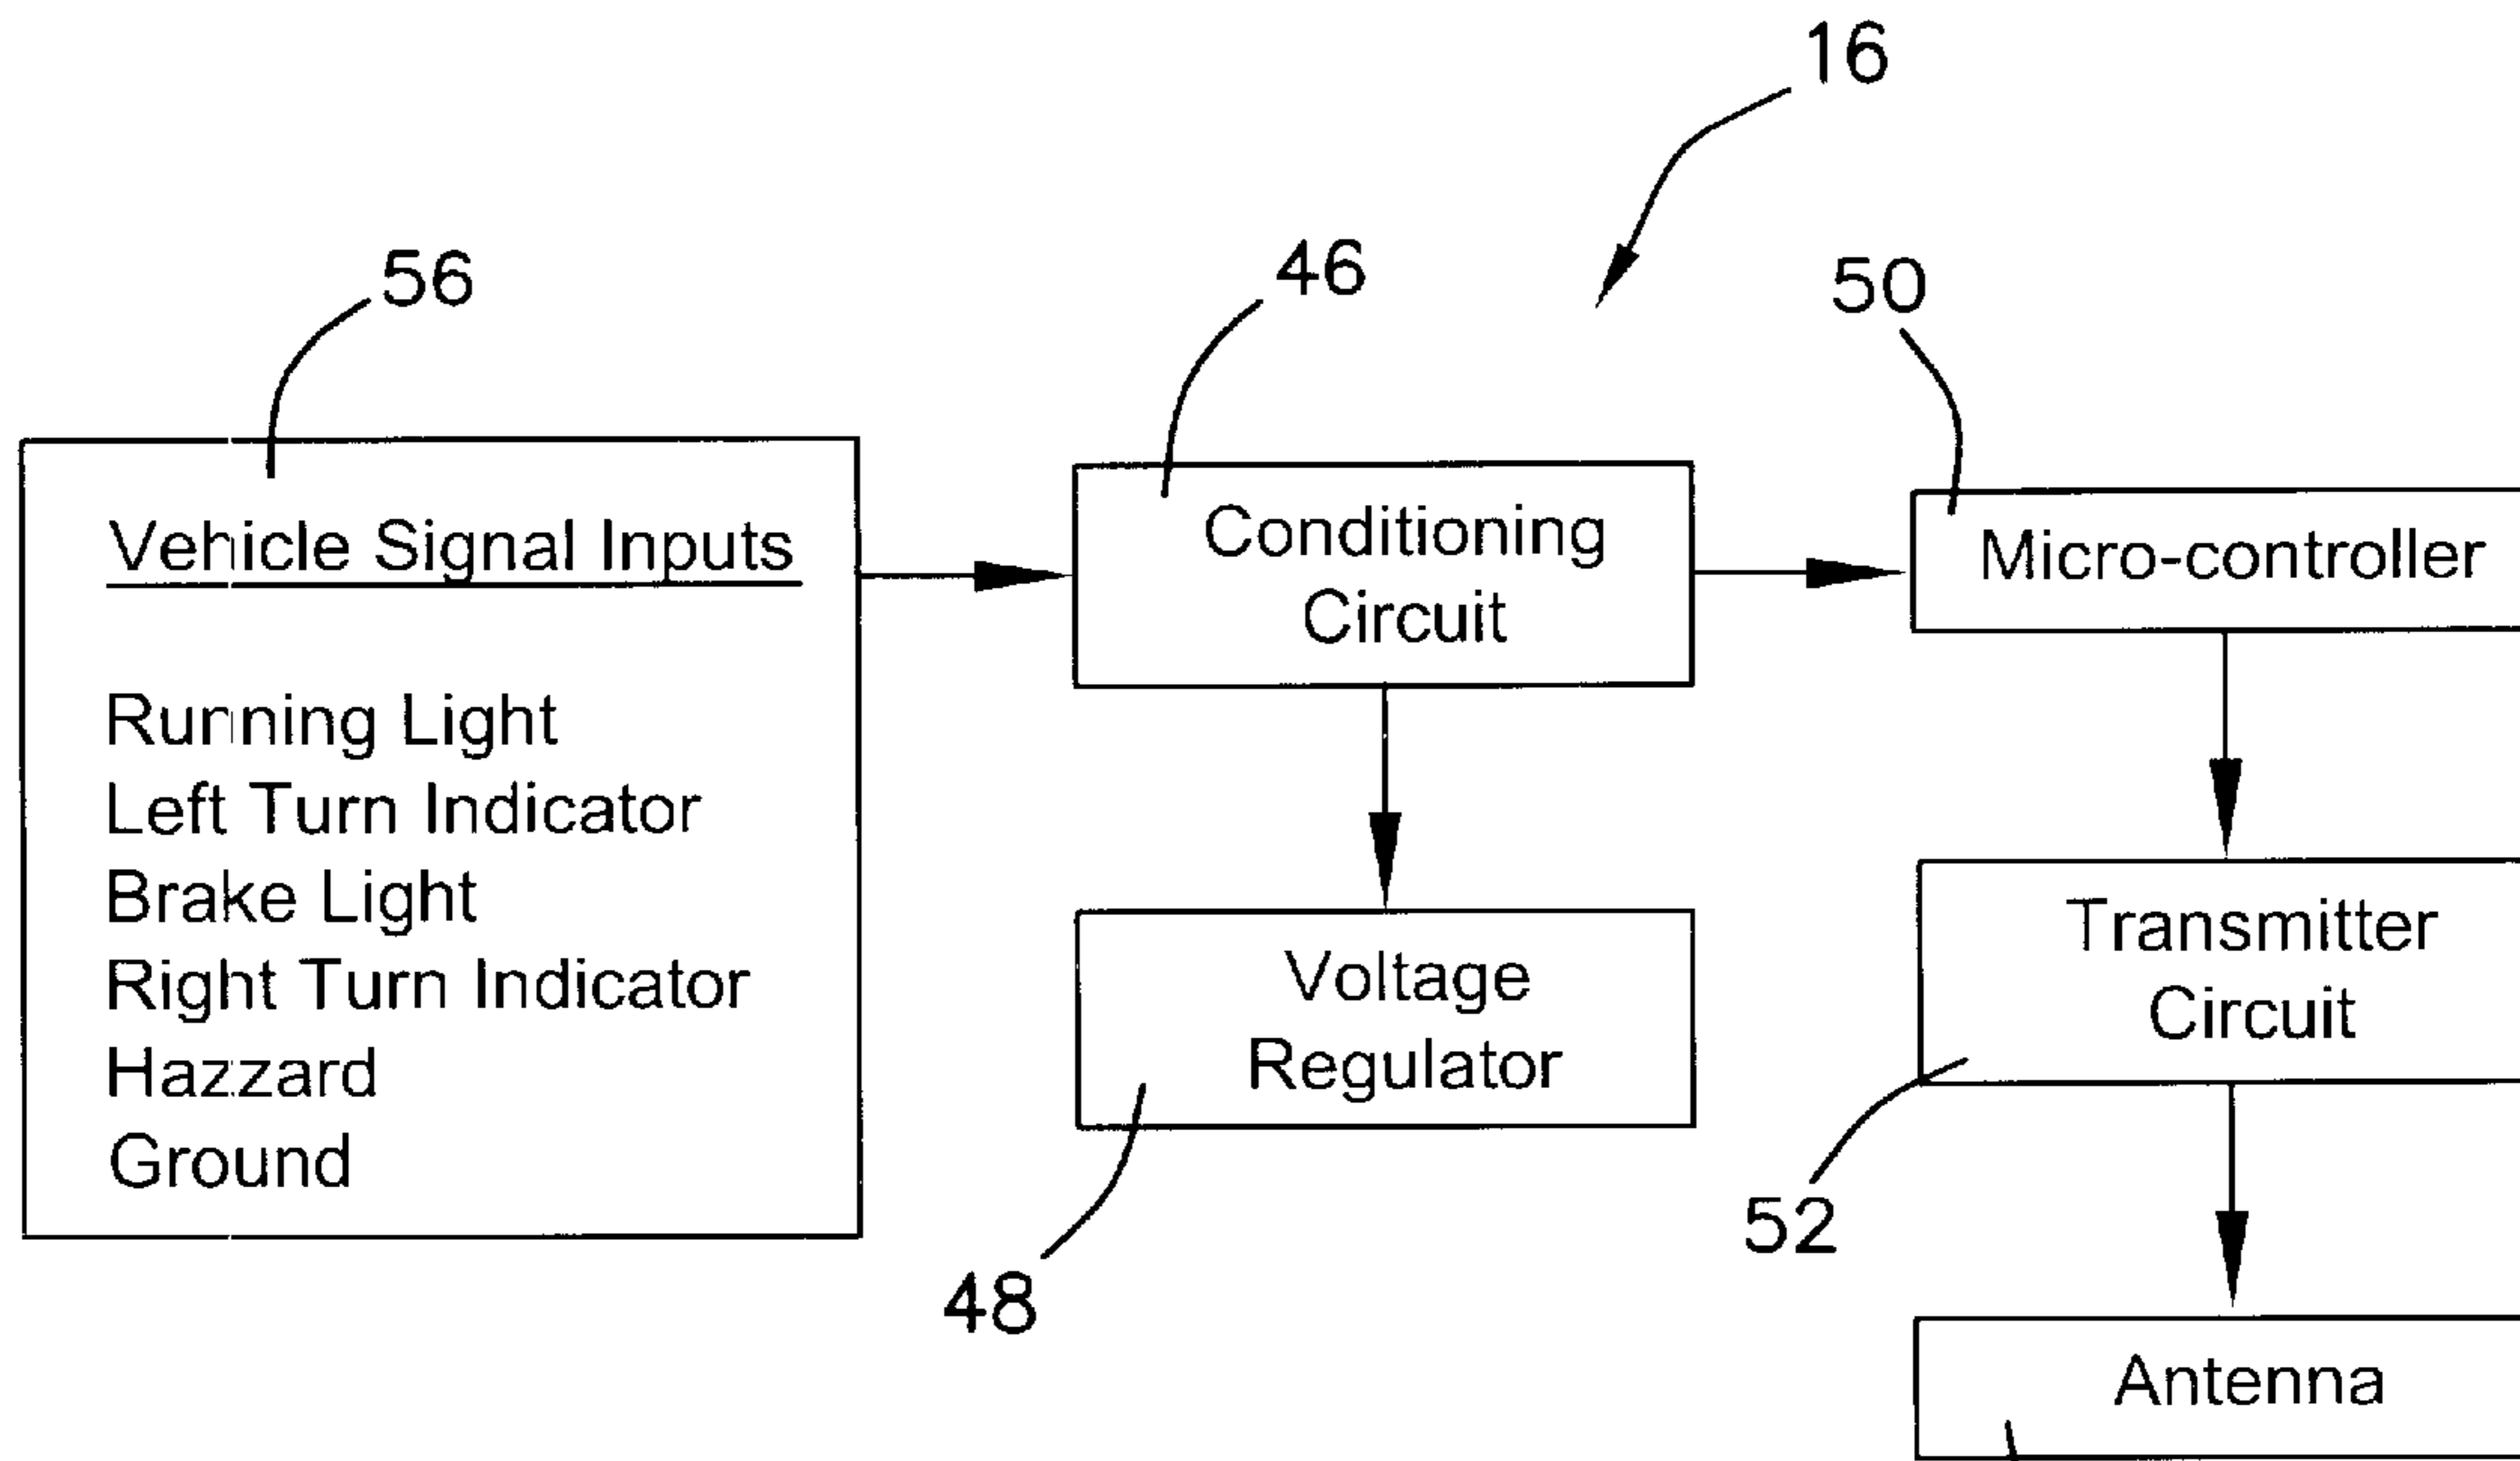 16
56
46
50
Vehicle Signal Inputs
Running Light
Left Turn Indicator
Brake Light
Right Turn Indicator
Hazzard
Ground
Conditioning
Circuit
Micro-controller
Voltage
Regulator
48
Transmitter
Circuit
52
Antenna